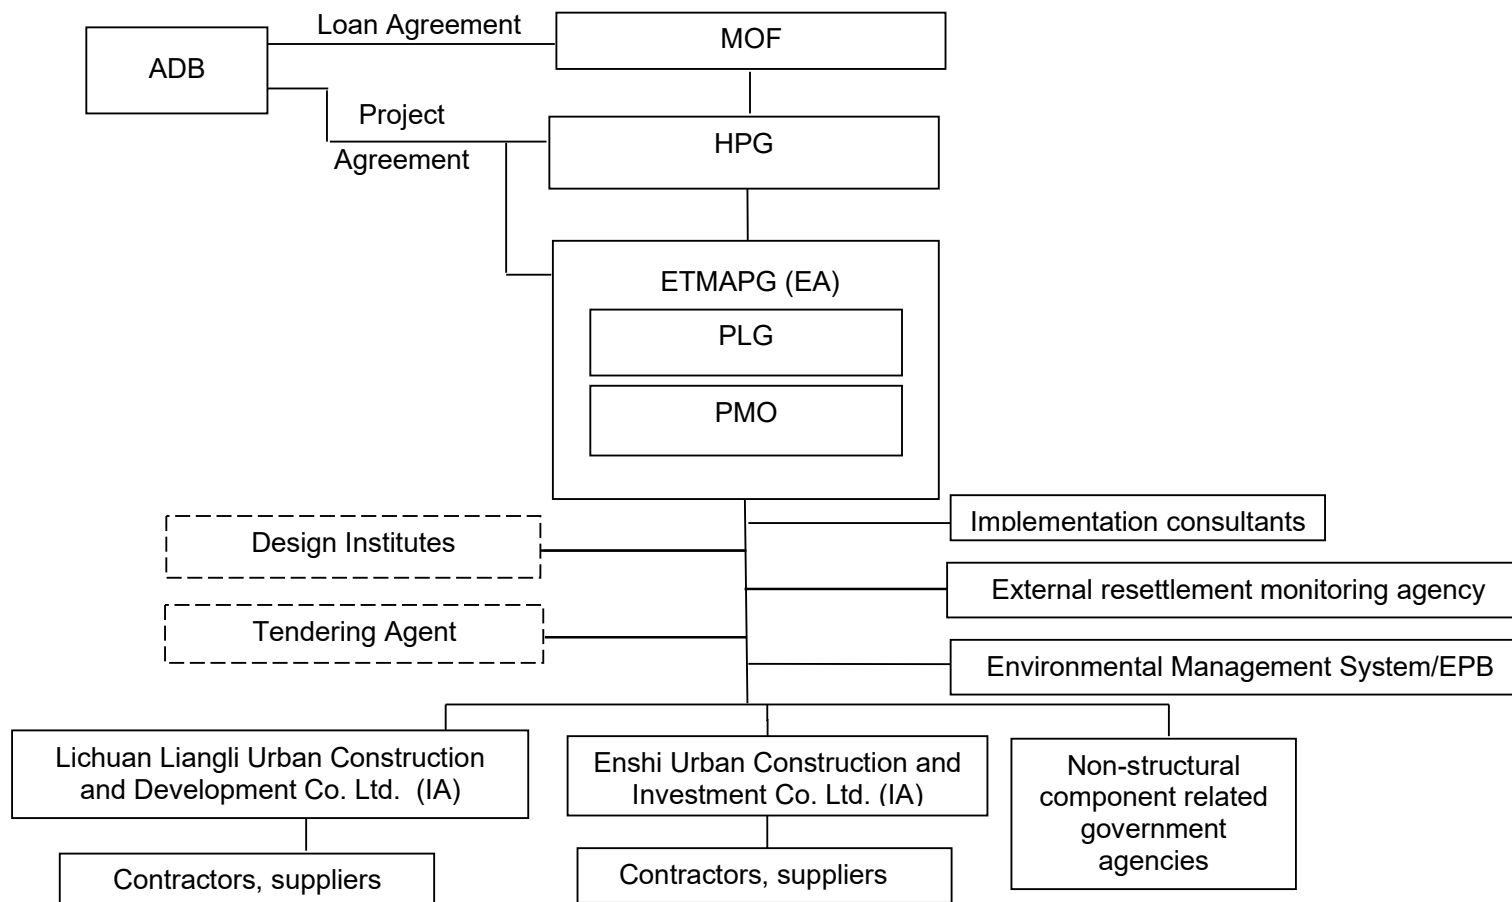 Loan Agreement
MOF
ADB
Project
Agreement
HPG
ETMAPG (EA)
PLG
PMO
Implementation consultants
Design Institutes
External resettlement monitoring agency
Tendering Agent
Environmental Management System/EPB
Lichuan Liangli Urban Construction
and Development Co. Ltd. (IA)
Enshi Urban Construction and
Investment Co. Ltd. (IA)
Non-structural
component related
government
agencies
Contractors, suppliers
Contractors, suppliers